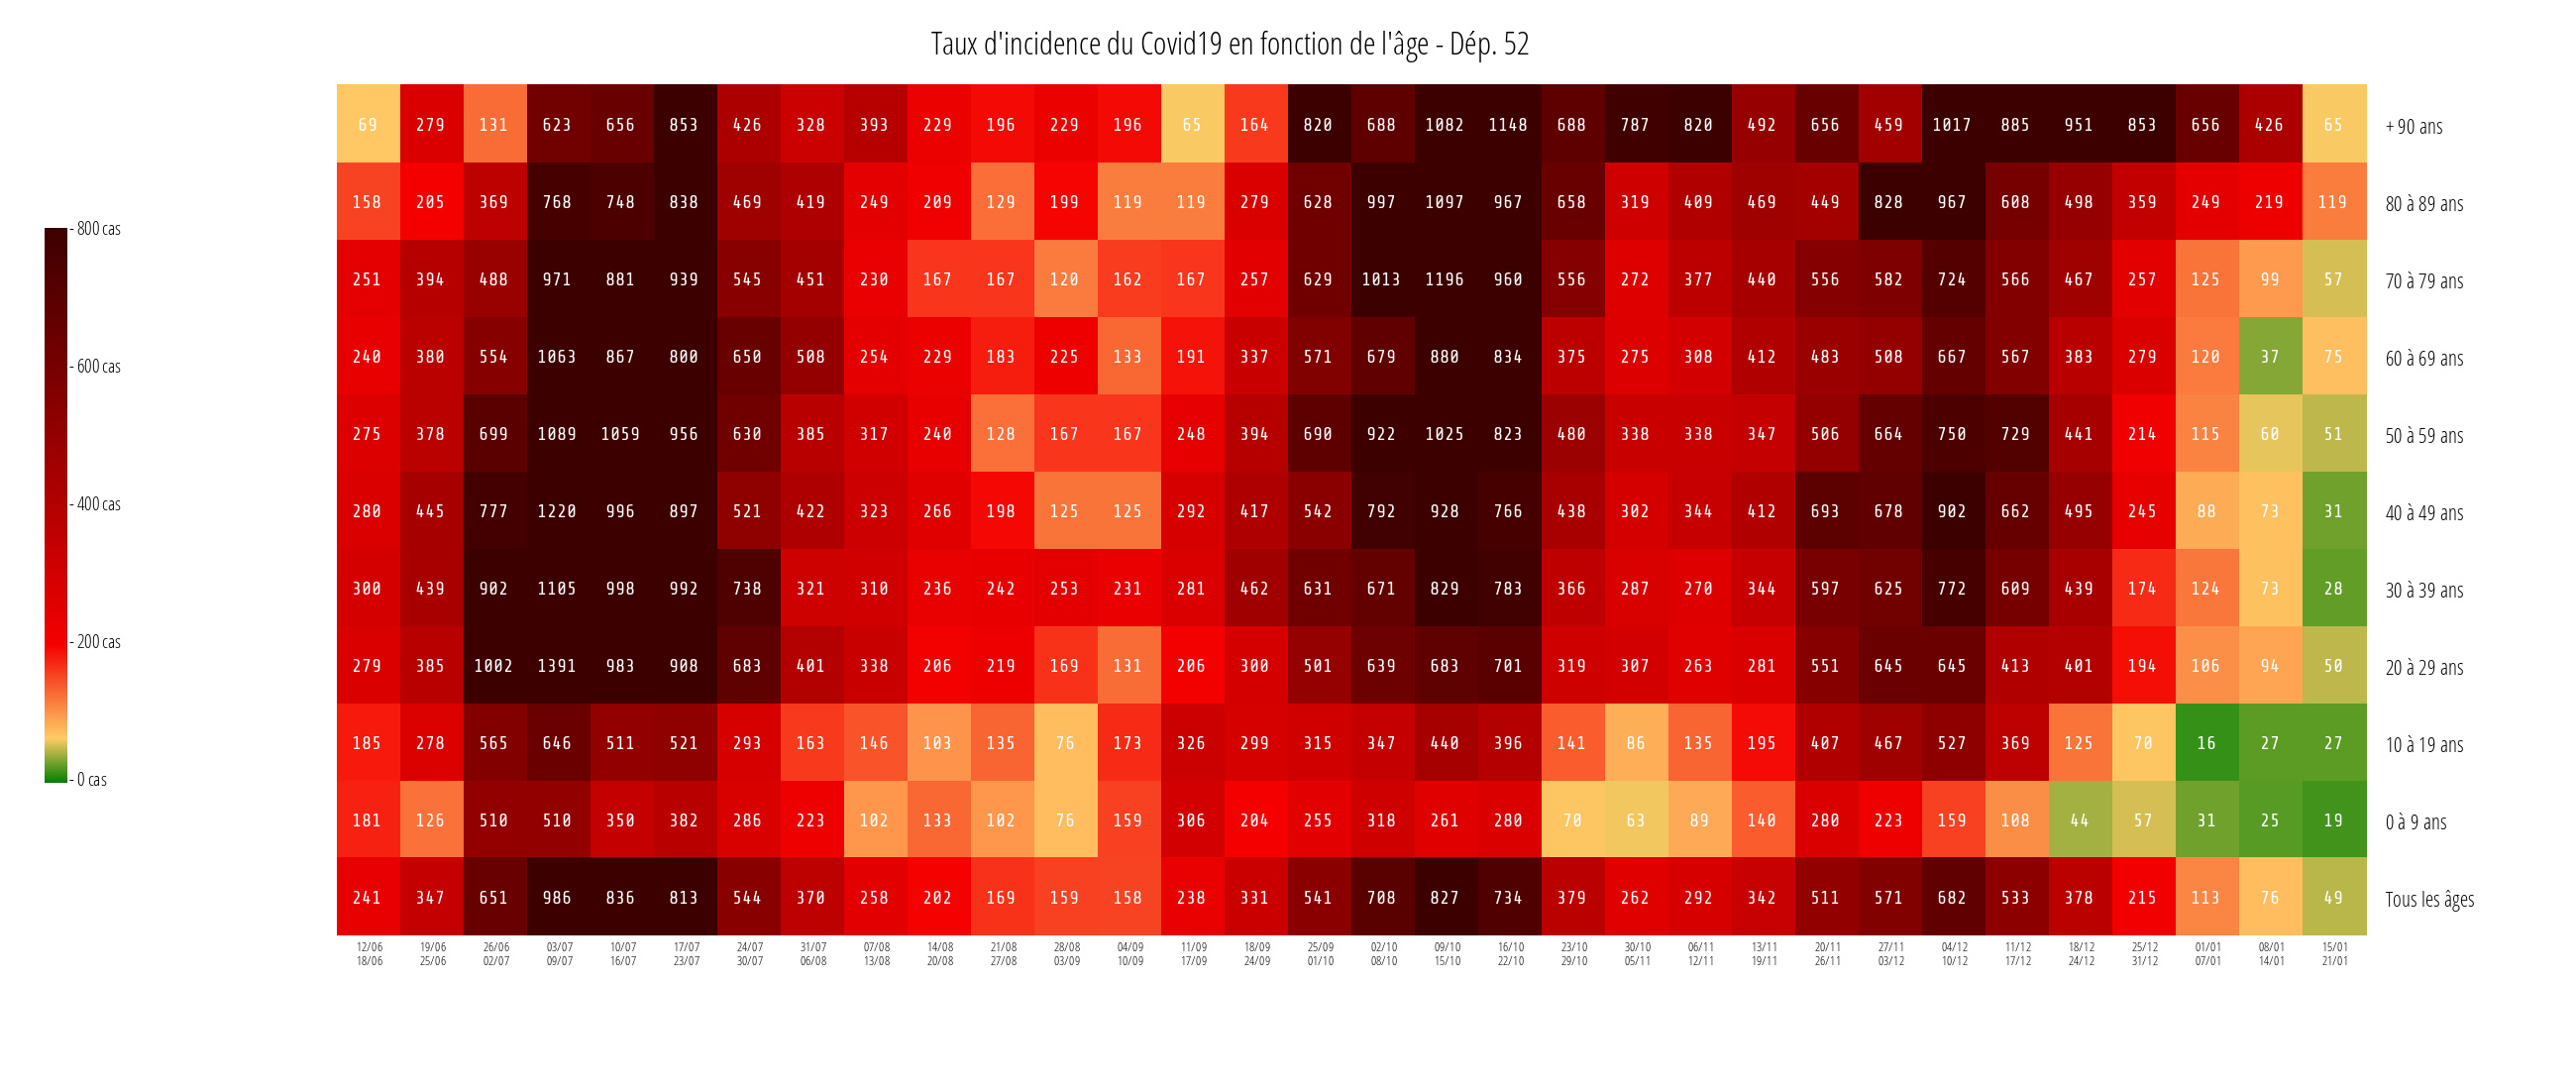 Taux d'incidence du Covid19 en fonction de l'âge - Dép. 52
69 279 131 623 656 853 426 328 393 229 196 229 196 65 164 820 688 1082 1148 688 787 820 492 656 459 1017 885 951 853 656 426 65 + 90 ans
158 205 369 768 748 838 469 419 249 209 129 199 119 119 279 628 997 1097 967 658 319 409 469 449 828 967 608 498 359 249 219 119 80 à 89 ans
- 800 cas
251 394 488 971 881 939 545 451 230 167 167 120 162 167 257 629 1013 1196 960 556 272 377 440 556 582 724 566 467 257 125 99 57 70 à 79 ans
240 380 554 1063 867 800 650 508 254 229 183 225 133 191 337 571 679 880 834 375 275 308 412 483 508 667 567 383 279 120 37 75 60 à 69 ans
- 600 cas
275 378 699 1089 1059 956 630 385 317 240 128 167 167 248 394 690 922 1025 823 480 338 338 347 506 664 750 729 441 214 115 60 51 50 à 59 ans
- 400 cas
280 445 777 1220 996 897 521 422 323 266 198 125 125 292 417 542 792 928 766 438 302 344 412 693 678 902 662 495 245 88 73 31 40 à 49 ans
300 439 902 1105 998 992 738 321 310 236 242 253 231 281 462 631 671 829 783 366 287 270 344 597 625 772 609 439 174 124 73 28 30 à 39 ans
- 200 cas
279 385 1002 1391 983 908 683 401 338 206 219 169 131 206 300 501 639 683 701 319 307 263 281 551 645 645 413 401 194 106 94 50 20 à 29 ans
185 278 565 646 511 521 293 163 146 103 135 76 173 326 299 315 347 440 396 141 86 135 195 407 467 527 369 125 70 16 27 27 10 à 19 ans
- 0 cas
181 126 510 510 350 382 286 223 102 133 102 76 159 306 204 255 318 261 280 70 63 89 140 280 223 159 108 44 57 31 25 19 0 à 9 ans
241 347 651 986 836 813 544 370 258 202 169 159 158 238 331 541 708 827 734 379 262 292 342 511 571 682 533 378 215 113 76 49 Tous les âges
12/06 19/06 26/06 03/07 10/07 17/07 24/07 31/07 07/08 14/08 21/08 28/08 04/09 11/09 18/09 25/09 02/10 09/10 16/10 23/10 30/10 06/11 13/11 20/11 27/11 04/12 11/12 18/12 25/12 01/01 08/01 15/01
18/06 25/06 02/07 09/07 16/07 23/07 30/07 06/08 13/08 20/08 27/08 03/09 10/09 17/09 24/09 01/10 08/10 15/10 22/10 29/10 05/11 12/11 19/11 26/11 03/12 10/12 17/12 24/12 31/12 07/01 14/01 21/01